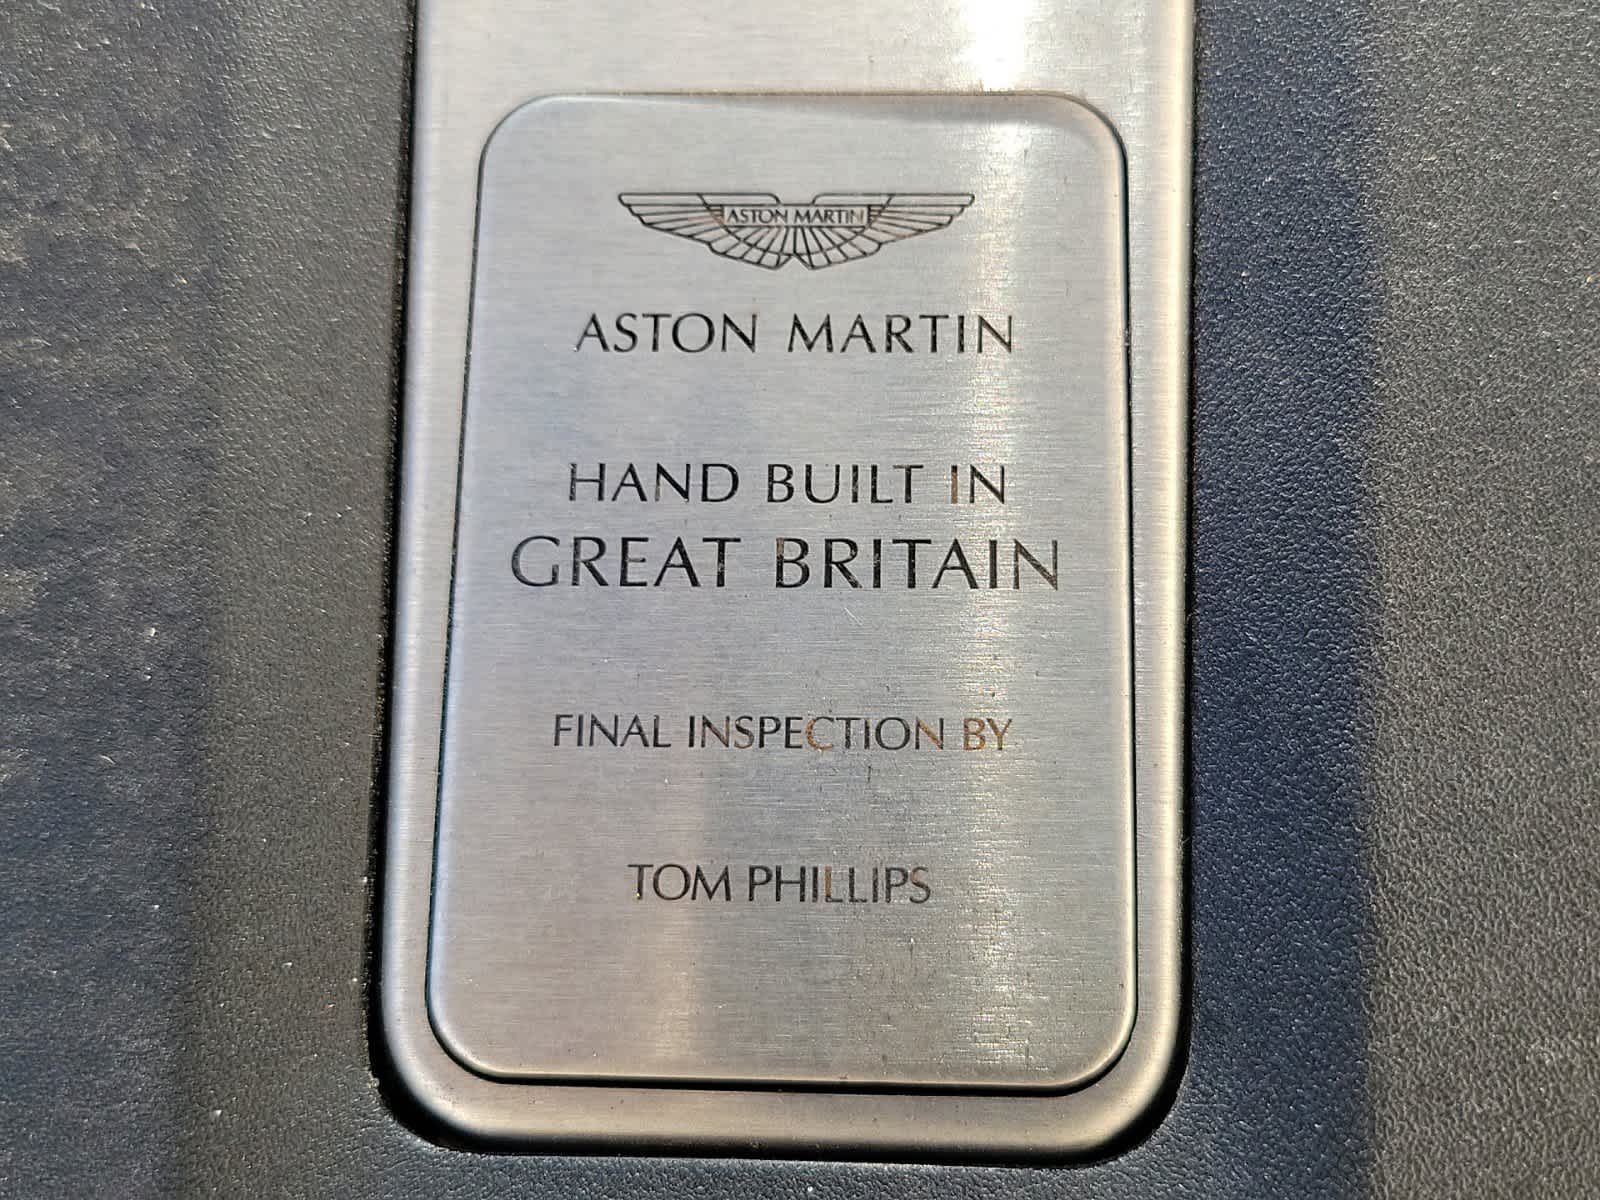 ASTON MARTIN
ASTON MARTIN
HAND BUILT IN
GREAT BRITAIN
FINAL INSPECTION BY
TOM PHILLIPS